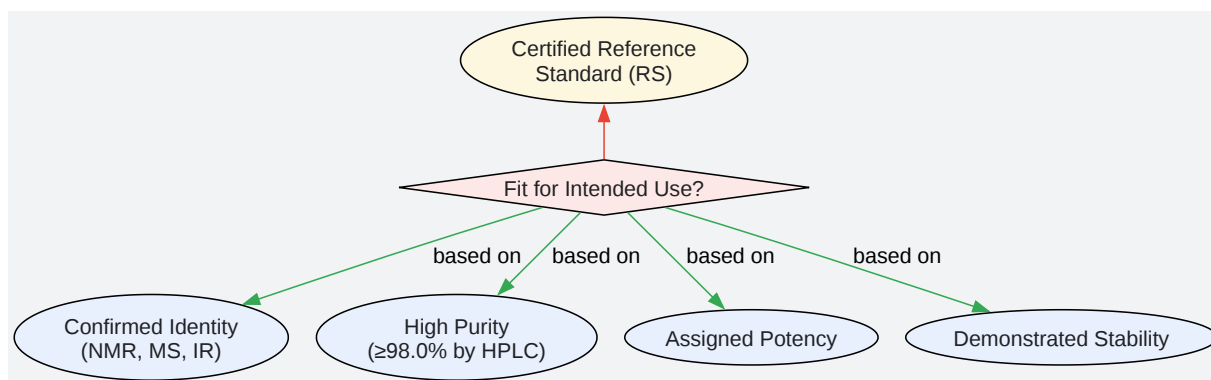 Certified Reference
Standard (RS)
Fit for Intended Use?
based on
based on
based on
based on
Confirmed Identity
(NMR, MS, IR)
High Purity
(≥98.0% by HPLC)
Assigned Potency
Demonstrated Stability